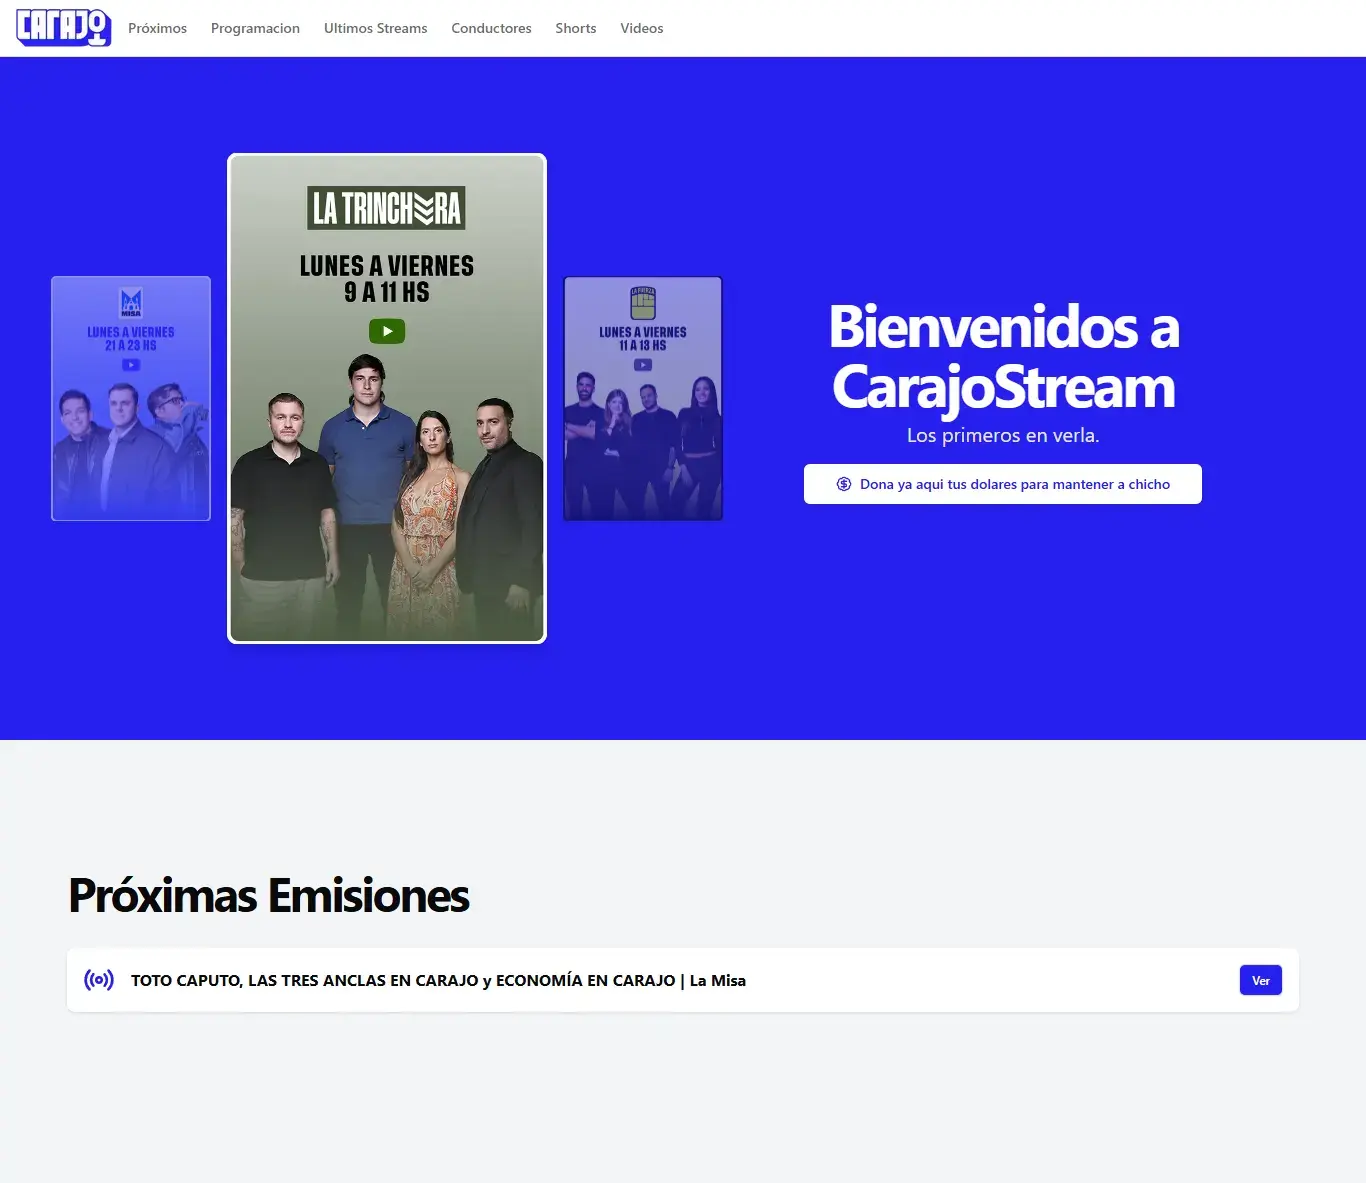 CARAJO
Próximos
Programacion
Ultimos Streams
Conductores
Shorts
Videos
MISA
LUNES A VIERNES
21 A 23 HS
LA TRINCHERA
LUNES A VIERNES
9 A 11 HS
LA FUERZA
LUNES A VIERNES
11 A 13 HS
Bienvenidos a
CarajoStream
Los primeros en verla.
Dona ya aqui tus dolares para mantener a chicho
Próximas Emisiones
TOTO CAPUTO, LAS TRES ANCLAS EN CARAJO y ECONOMÍA EN CARAJO | La Misa
Ver